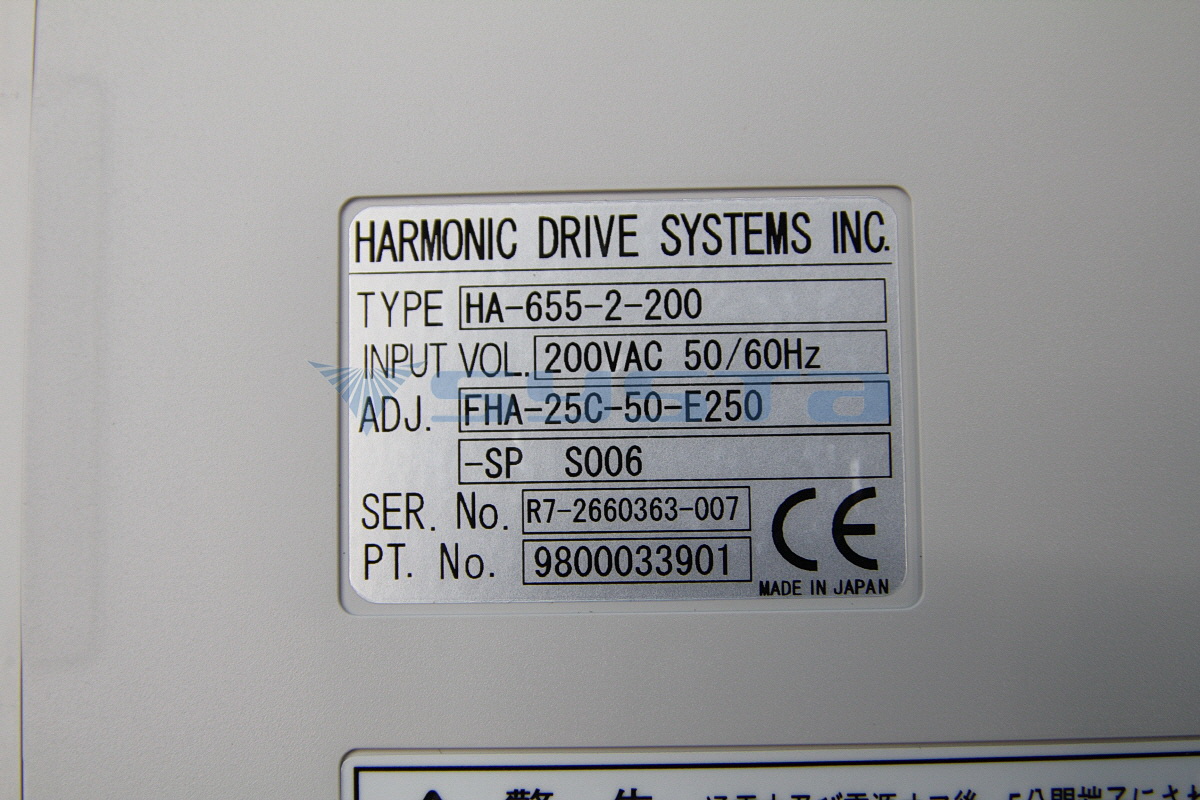 HARMONIC DRIVE SYSTEMS INC.
TYPE HA-655-2-200
INPUT VOL. 200VAC 50/60Hz
ADJ. FHA-25C-50-E250
-SP S006
SER. No. R7-2660363-007
PT. No. 9800033901
CE
MADE IN JAPAN
sysra